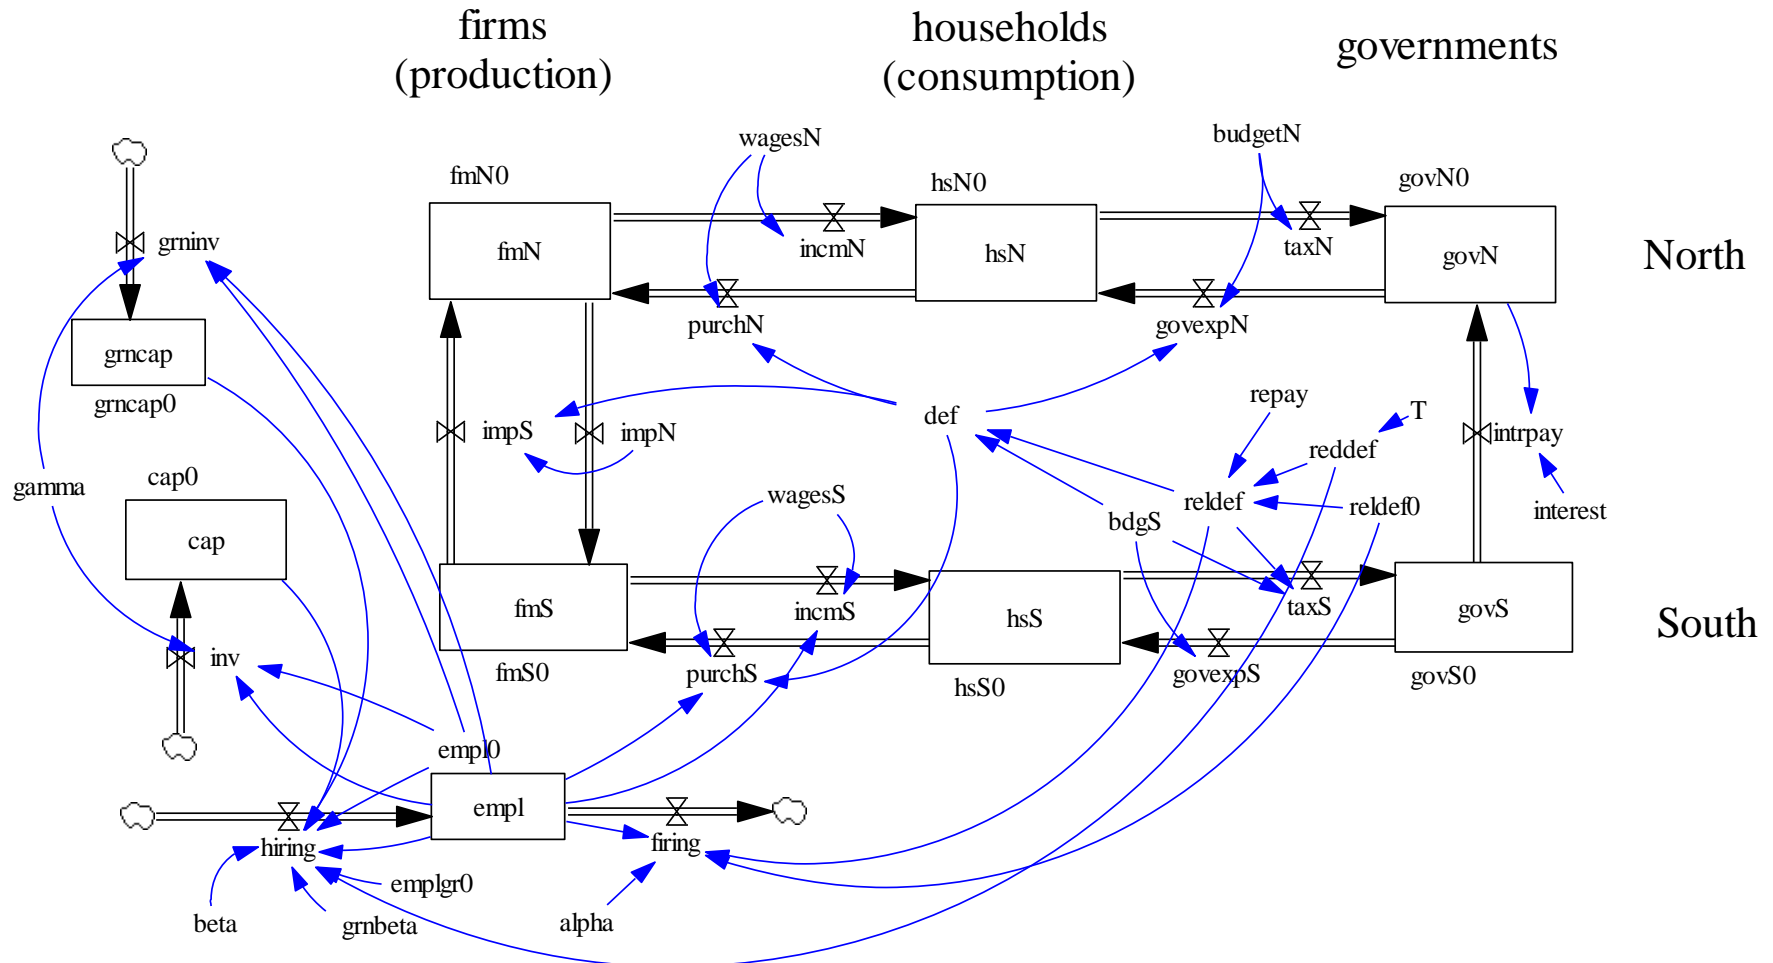 firms
(production)
households
(consumption)
governments
wagesN
budgetN
fmN0
hsN0
govN0
grninv
fmN
incmN
hsN
taxN
govN
North
purchN
govexpN
grncap
grncap0
impS
impN
def
repay
T
intrpay
reddef
gamma
cap0
wagesS
reldef
bdgS
reldef0
interest
cap
fmS
incmS
hsS
taxS
govS
South
inv
fmS0
purchS
hsS0
govexpS
govS0
empl0
empl
hiring
firing
emplgr0
beta
grnbeta
alpha